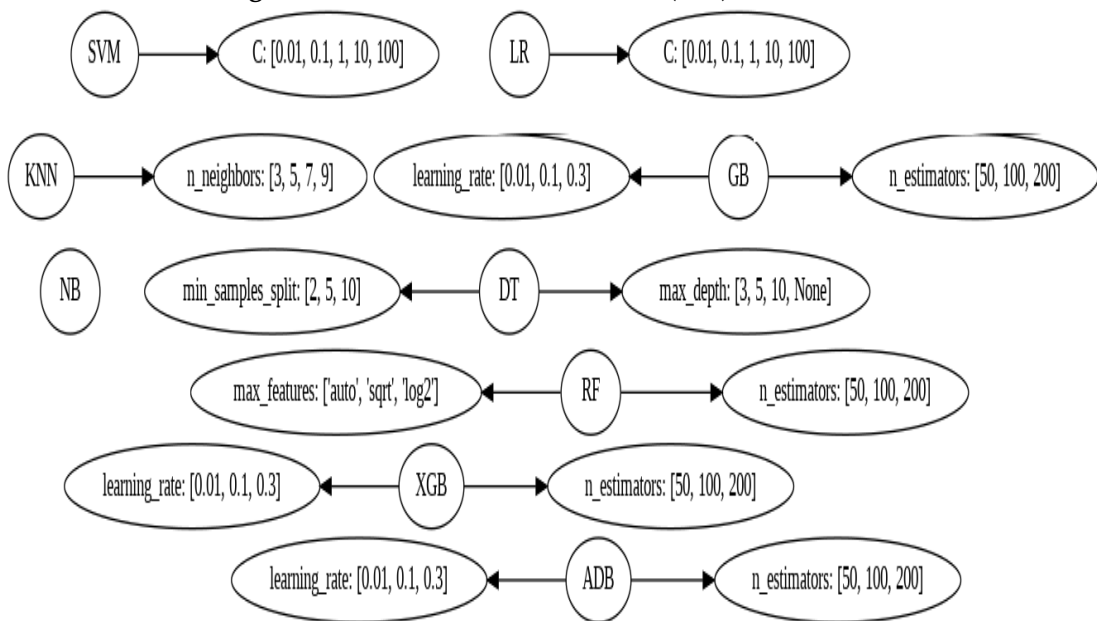 SVM C: [0.01, 0.1, 1, 10, 100] LR C: [0.01, 0.1, 1, 10, 100]
KNN n_neighbors: [3, 5, 7, 9] learning_rate: [0.01, 0.1, 0.3] GB n_estimators: [50, 100, 200]
NB min_samples_split: [2, 5, 10] DT max_depth: [3, 5, 10, None]
max_features: ['auto', 'sqrt', 'log2'] RF n_estimators: [50, 100, 200]
learning_rate: [0.01, 0.1, 0.3] XGB n_estimators: [50, 100, 200]
learning_rate: [0.01, 0.1, 0.3] ADB n_estimators: [50, 100, 200]